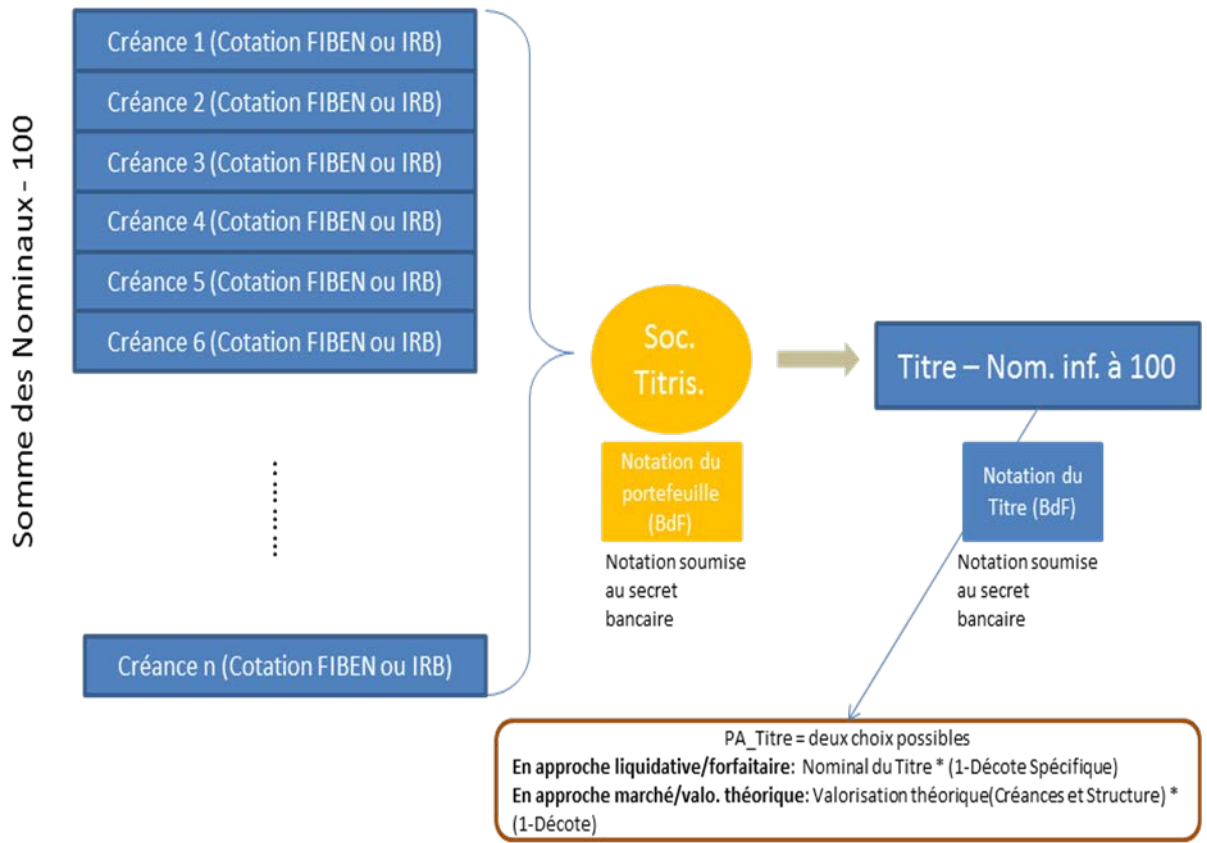 Somme des Nominaux - 100
Créance 1 (Cotation FIBEN ou IRB)
Créance 2 (Cotation FIBEN ou IRB)
Créance 3 (Cotation FIBEN ou IRB)
Créance 4 (Cotation FIBEN ou IRB)
Créance 5 (Cotation FIBEN ou IRB)
Créance 6 (Cotation FIBEN ou IRB)
Créance n (Cotation FIBEN ou IRB)
Soc.
Titris.
Notation du
portefeuille
(BdF)
Notation soumise
au secret
bancaire
Titre – Nom. inf. à 100
Notation du
Titre (BdF)
Notation soumise
au secret
bancaire
PA_Titre = deux choix possibles
En approche liquidative/forfaitaire: Nominal du Titre * (1-Décote Spécifique)
En approche marché/valo. théorique: Valorisation théorique(Créances et Structure) *
(1-Décote)